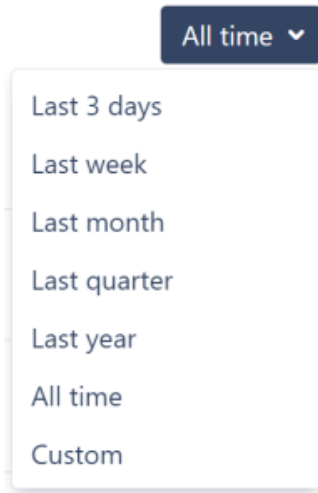 All time
Last 3 days
Last week
Last month
Last quarter
Last year
All time
Custom